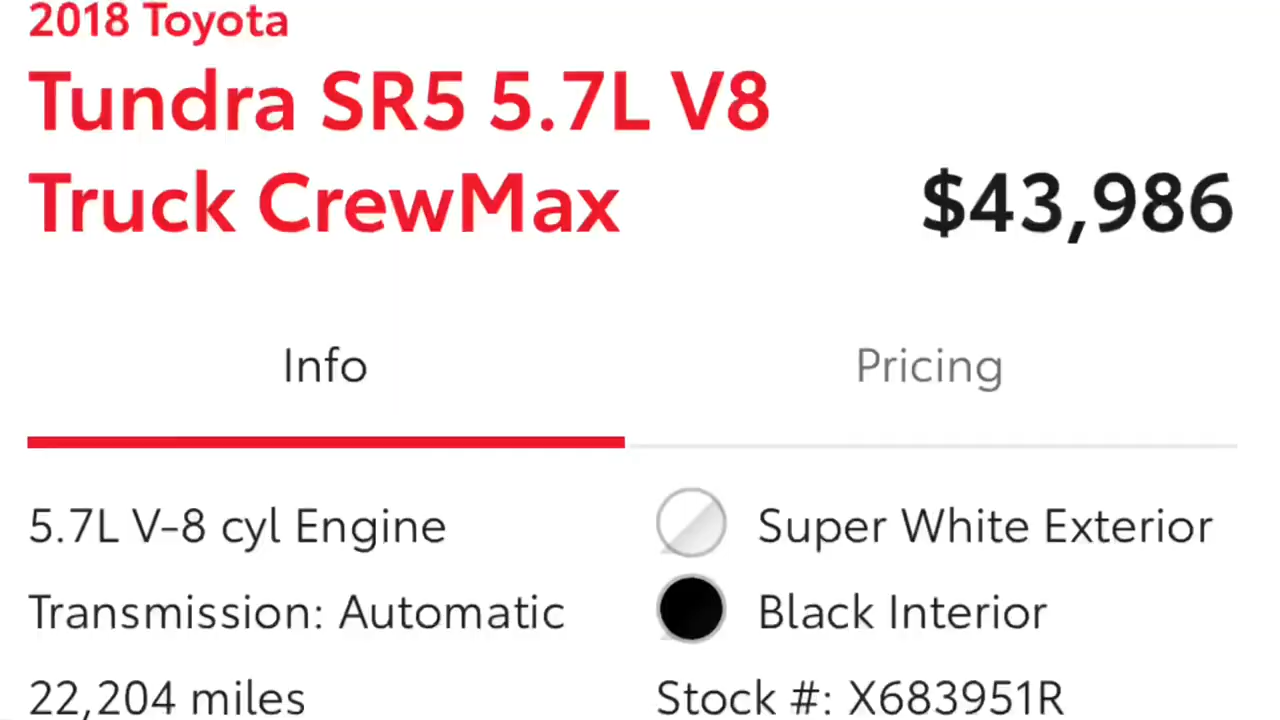 2018 Toyota
Tundra SR5 5.7L V8
Truck CrewMax
$43,986
Info
Pricing
5.7L V-8 cyl Engine
Super White Exterior
Transmission: Automatic
Black Interior
22,204 miles
Stock #: X683951R